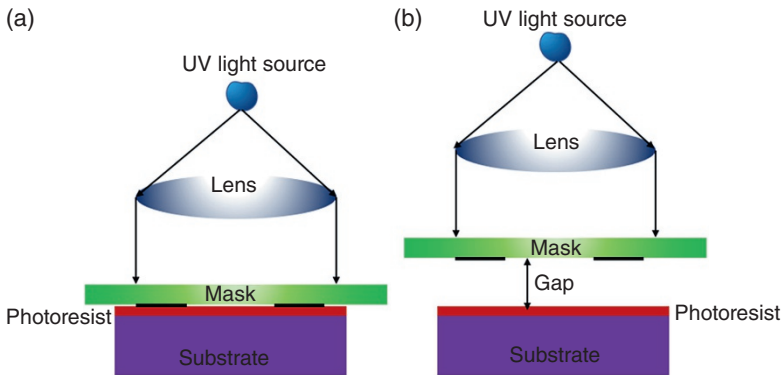 (a)
UV light source
Lens
Mask
Photoresist
Substrate
(b)
UV light source
Lens
Mask
Gap
Photoresist
Substrate